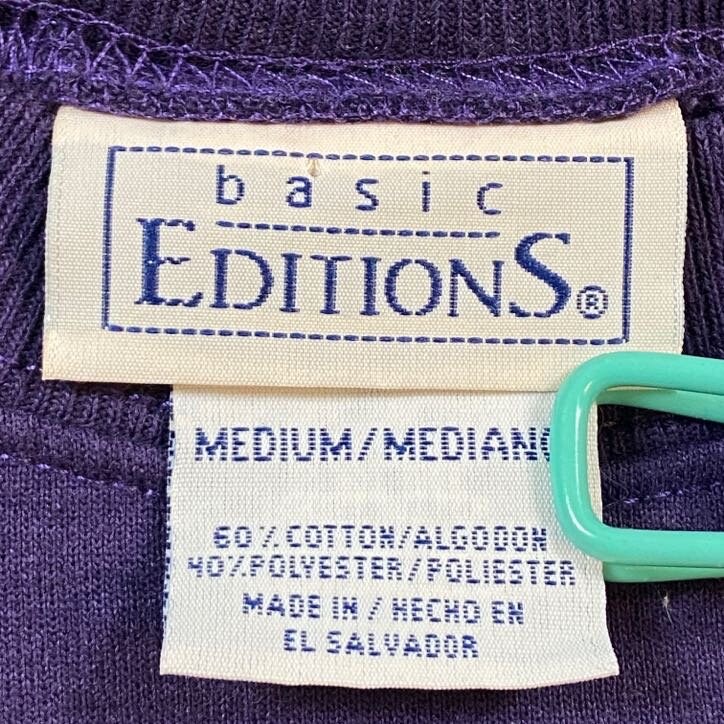 basic
EDITIONS®
MEDIUM/MEDIANO
60% COTTON/ALGODON
40% POLYESTER/POLIESTER
MADE IN / HECHO EN
EL SALVADOR